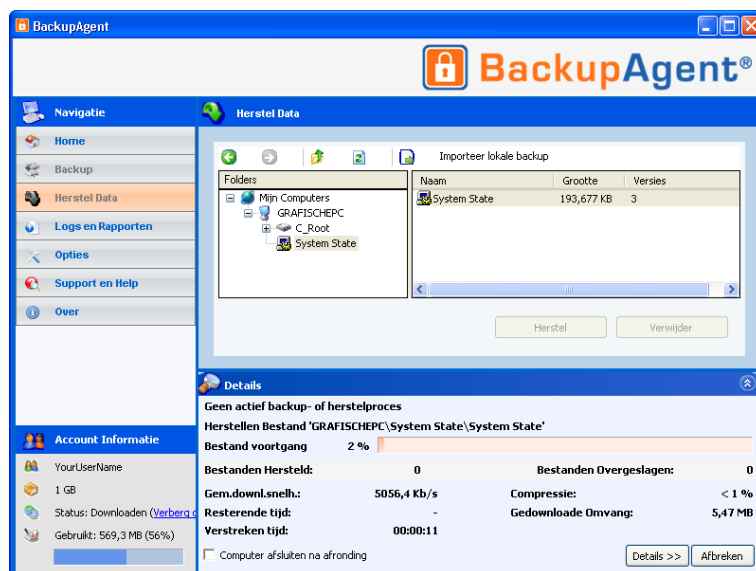 BackupAgent
BackupAgent®
Navigatie
Home
Backup
Herstel Data
Logs en Rapporten
Opties
Support en Help
Over
Herstel Data
Importeer lokale backup
Folders
Mijn Computers
GRAFISCHEPC
C_Root
System State
Naam Grootte Versies
System State 193,677 KB 3
Herstel Verwijder
Details
Geen actief backup- of herstelproces
Herstellen Bestand 'GRAFISCHEPC\System State\System State'
Bestand voortgang 2 %
Bestanden Hersteld: 0 Bestanden Overgeslagen: 0
Gem.downl.snelh.: 5056,4 Kb/s Compressie: < 1 %
Resterende tijd: - Gedownloade Omvang: 5,47 MB
Verstreken tijd: 00:00:11
Computer afsluiten na afronding
Details >> Afbreken
Account Informatie
YourUserName
1 GB
Status: Downloaden (Verberg
Gebruikt: 569,3 MB (56%)